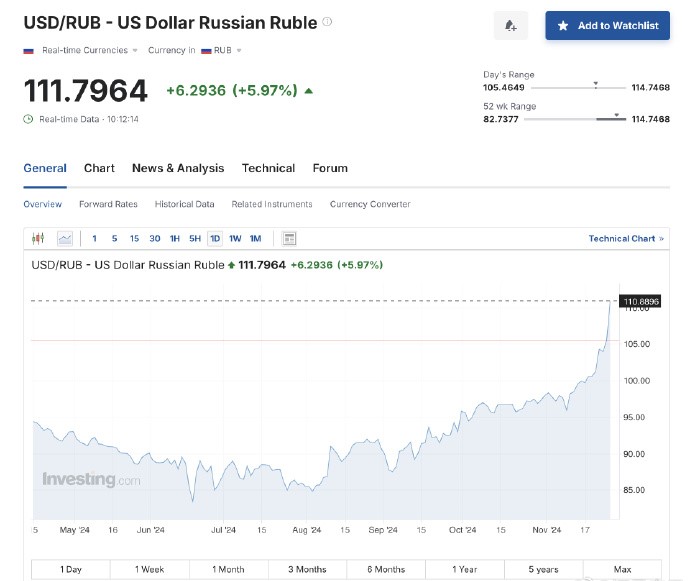 USD/RUB - US Dollar Russian Ruble
Add to Watchlist
Real-time Currencies Currency in RUB
111.7964 +6.2936 (+5.97%)
Real-time Data · 10:12:14
Day's Range
105.4649 114.7468
52 wk Range
82.7377 114.7468
General Chart News & Analysis Technical Forum
Overview Forward Rates Historical Data Related Instruments Currency Converter
1 5 15 30 1H 5H 1D 1W 1M Technical Chart »
USD/RUB - US Dollar Russian Ruble 111.7964 +6.2936 (+5.97%)
110.8896
110.00
105.00
100.00
95.00
90.00
85.00
Investing.com
15 May '24 16 Jun '24 Jul '24 15 Aug '24 15 Sep '24 15 Oct '24 15 Nov '24 17
1 Day 1 Week 1 Month 3 Months 6 Months 1 Year 5 years Max